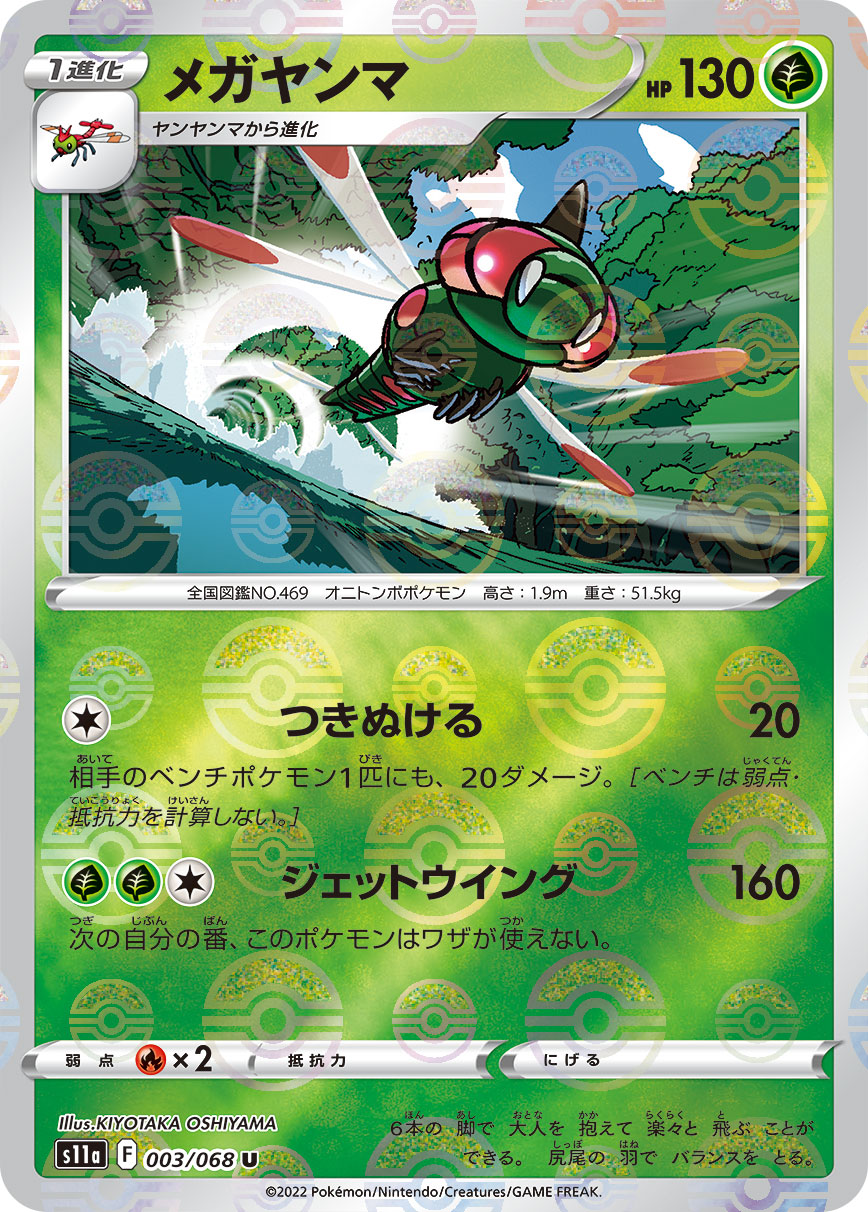 1進化
メガヤンマ
HP 130
ヤンヤンマから進化
全国図鑑NO.469 オニトンボポケモン 高さ:1.9m 重さ:51.5kg
つきぬける 20
相手のベンチポケモン1匹にも、20ダメージ。[ベンチは弱点・
抵抗力を計算しない。]
ジェットウイング 160
次の自分の番、このポケモンはワザが使えない。
弱点 ×2 抵抗力 にげる
Illus.KIYOTAKA OSHIYAMA
6本の 脚で 大人を 抱えて 楽々と 飛ぶ ことが
できる。 尻尾の 羽で バランスを とる。
s11a F 003/068 U
©2022 Pokémon/Nintendo/Creatures/GAME FREAK.